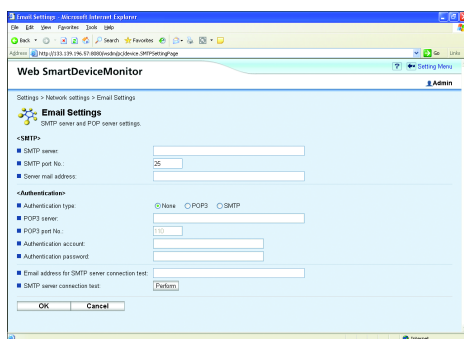 Email Settings - Microsoft Internet Explorer
File Edit View Favorites Tools Help
Back Search Favorites
Address http://133.139.196.57:8080/wsdm/pc/device.SMTPSettingPage Go Links
Web SmartDeviceMonitor
? Setting Menu
Admin
Settings > Network settings > Email Settings
Email Settings
SMTP server and POP server settings.
<SMTP>
SMTP server:
SMTP port No.: 25
Server mail address:
<Authentication>
Authentication type: None POP3 SMTP
POP3 server:
POP3 port No.: 110
Authentication account:
Authentication password:
Email address for SMTP server connection test:
SMTP server connection test: Perform
OK Cancel
Internet